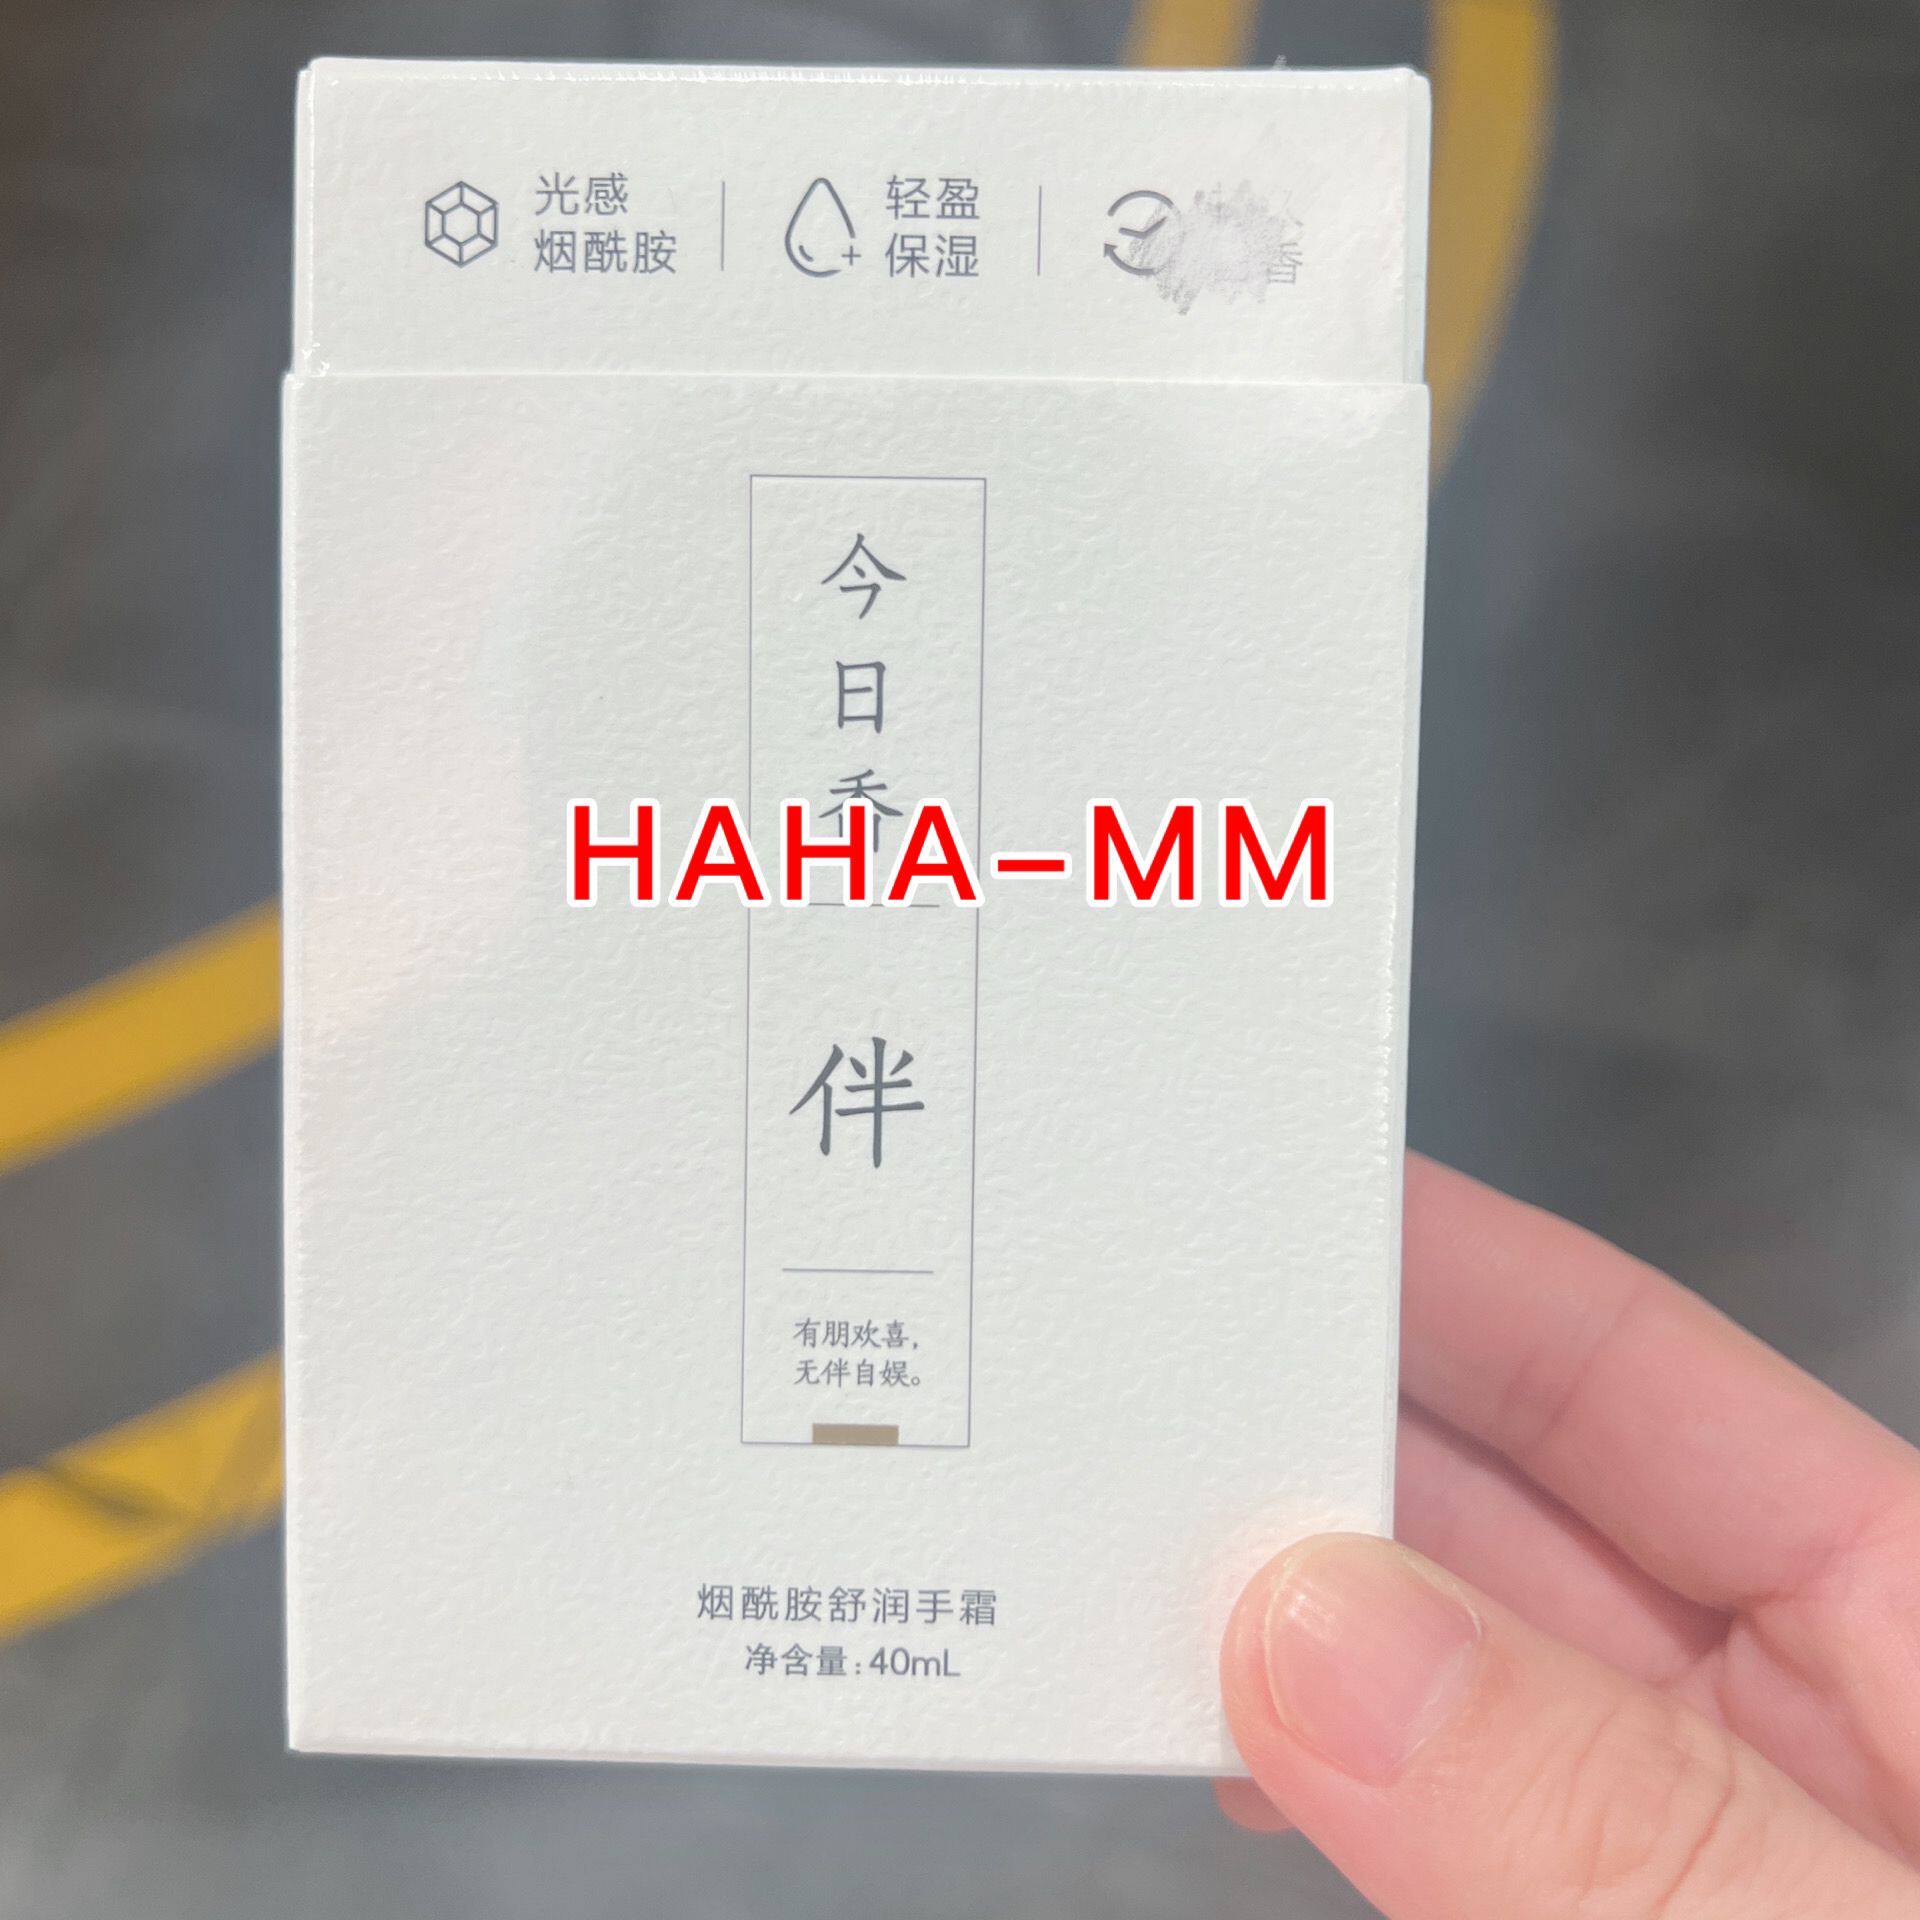 光感
烟酰胺
轻盈
保湿
香
今
日
香
HAHA-MM
伴
有朋欢喜,
无伴自娱。
烟酰胺舒润手霜
净含量:40mL